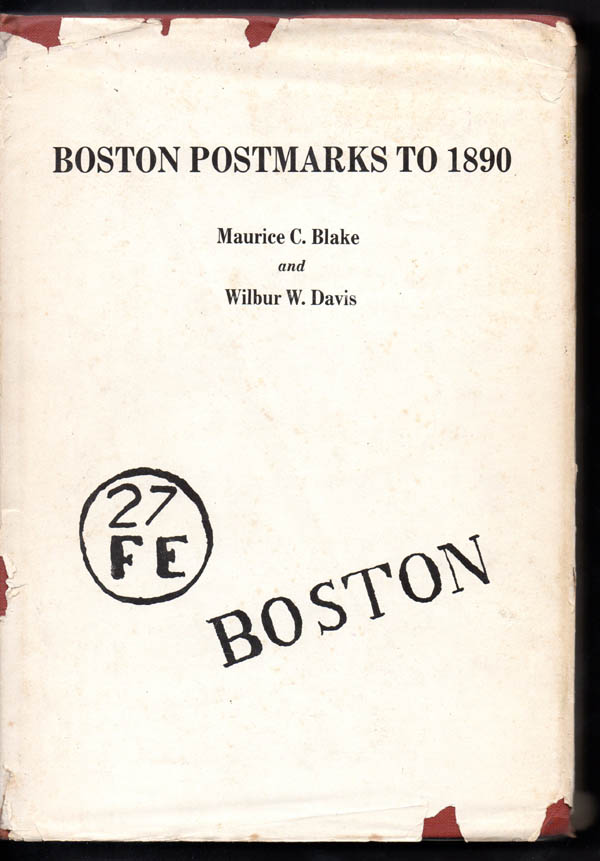 BOSTON POSTMARKS TO 1890
Maurice C. Blake
and
Wilbur W. Davis
27
FE
BOSTON